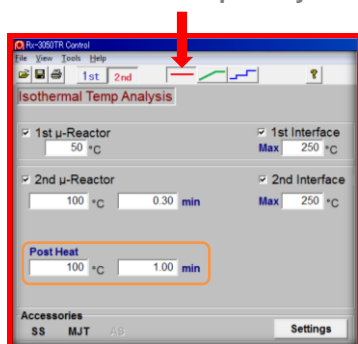 Rx-3050TR Control
File View Tools Help
1st 2nd ?
Isothermal Temp Analysis
1st µ-Reactor 1st Interface
50 °C Max 250 °C
2nd µ-Reactor 2nd Interface
100 °C 0.30 min Max 250 °C
Post Heat
100 °C 1.00 min
Accessories
SS MJT AS Settings